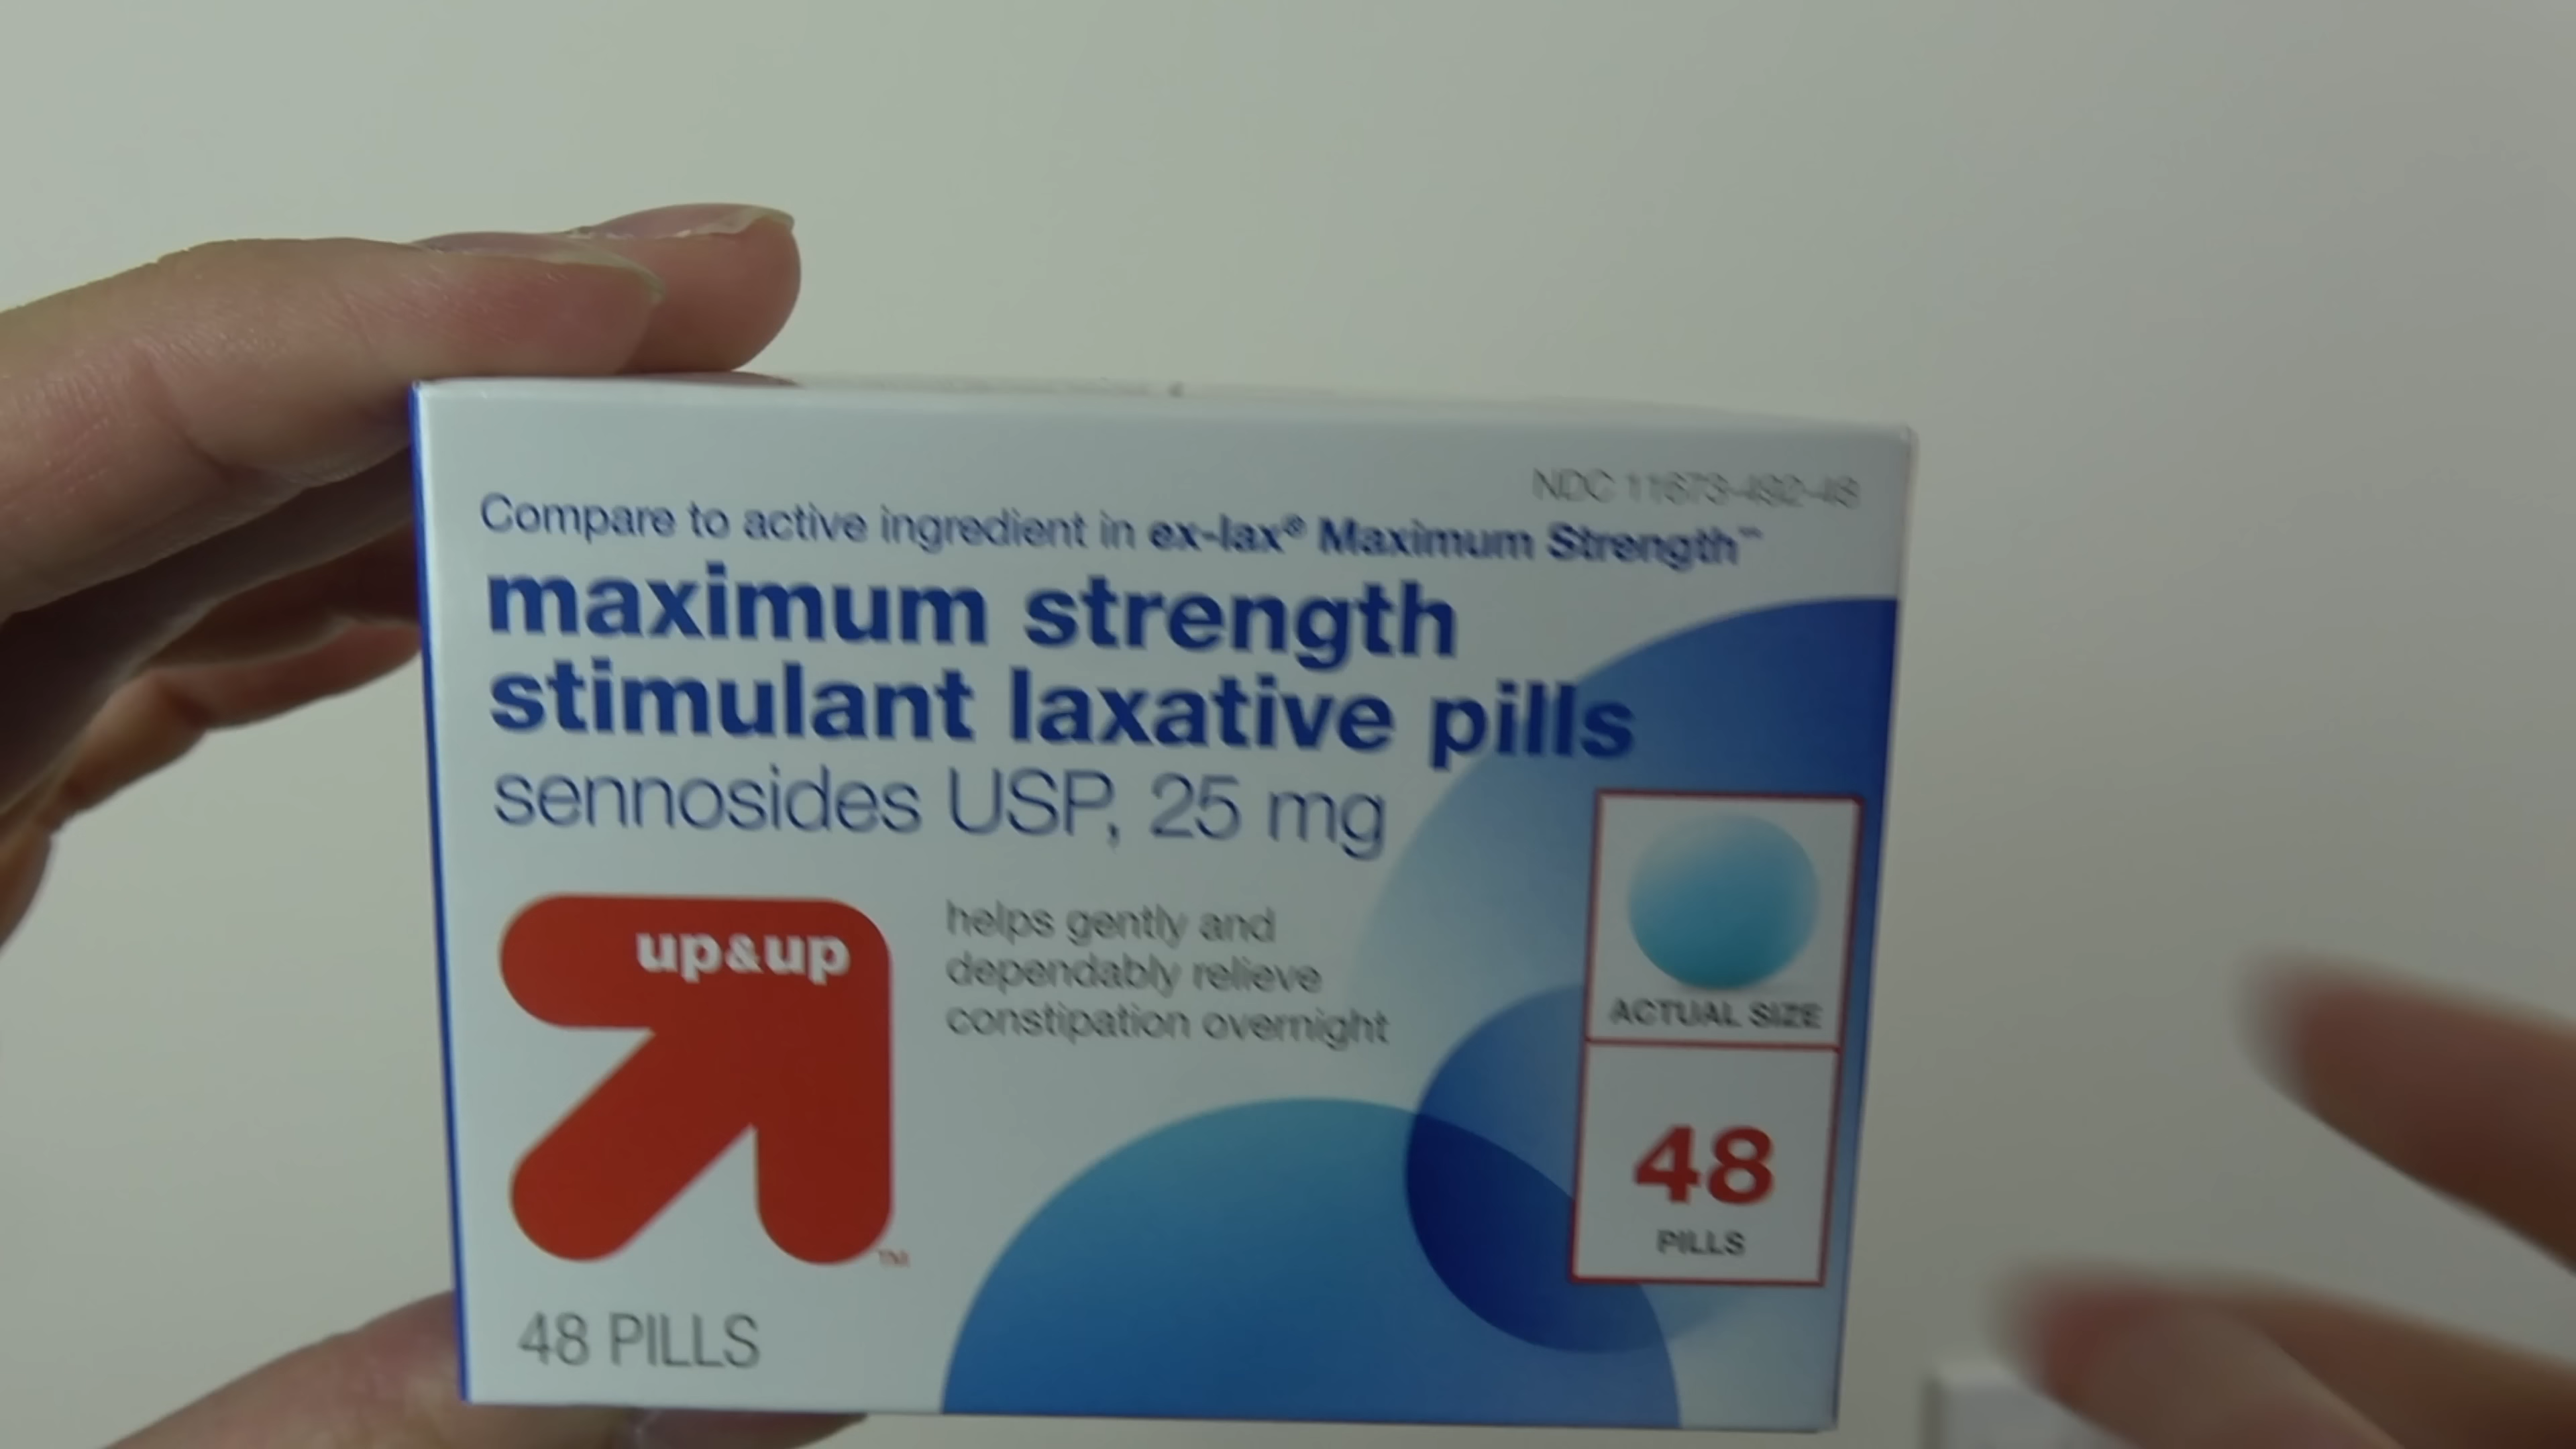 NDC 11673-492-48
Compare to active ingredient in ex-lax® Maximum Strength™
maximum strength
stimulant laxative pills
sennosides USP, 25 mg
up&up
TM
helps gently and
dependably relieve
constipation overnight
ACTUAL SIZE
48
PILLS
48 PILLS